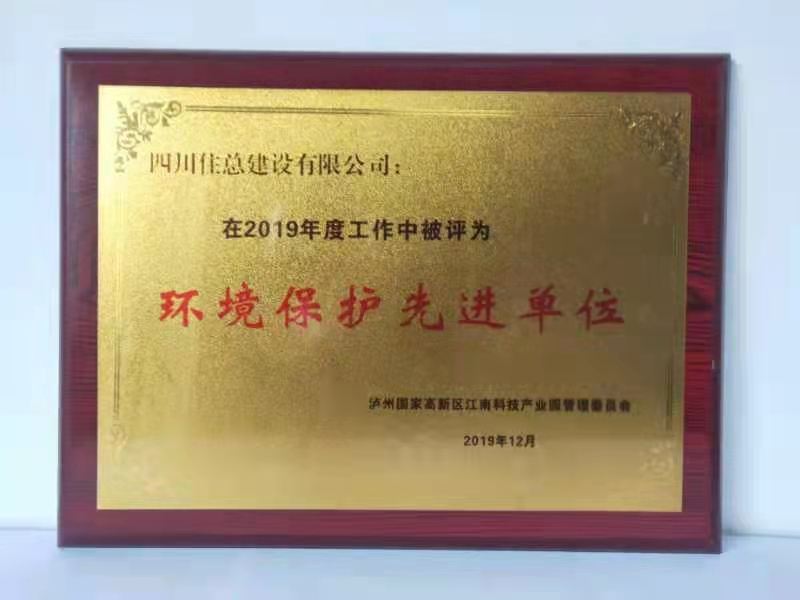 四川住总建设有限公司：
在2019年度工作中被评为
环境保护先进单位
泸州国家高新区江南科技产业园管理委员会
2019年12月